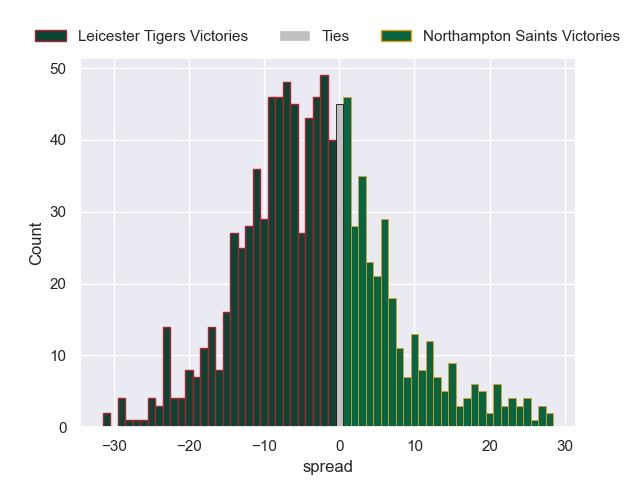 Leicester Tigers Victories Ties Northampton Saints Victories
50
40
30
20
10
0
−30 −20 −10 0 10 20 30
Count
spread